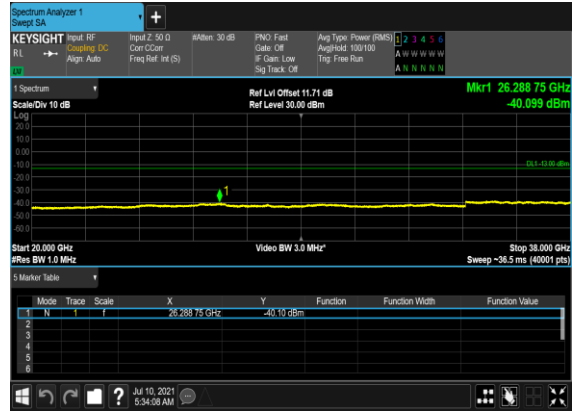 Spectrum Analyzer 1
Swept SA
+
KEYSIGHT Input: RF Input Z: 50 Ω #Atten: 30 dB PNO: Fast Avg Type: Power (RMS) 1 2 3 4 5 6
RL Coupling: DC Corr CCorr Gate: Off Avg|Hold: 100/100 A W W W W W
Align: Auto Freq Ref: Int (S) IF Gain: Low Trig: Free Run
Sig Track: Off A N N N N N
1 Spectrum
Ref Lvl Offset 11.71 dB Mkr1 26.288 75 GHz
Scale/Div 10 dB Ref Level 30.00 dBm -40.099 dBm
Log
20.0
10.0
0.00
-10.0
DL1 -13.00 dBm
-20.0
-30.0
1
-40.0
-50.0
-60.0
Start 20.000 GHz Video BW 3.0 MHz* Stop 38.000 GHz
#Res BW 1.0 MHz Sweep ~36.5 ms (40001 pts)
5 Marker Table
Mode Trace Scale X Y Function Function Width Function Value
1 N 1 f 26.288 75 GHz -40.10 dBm
2
3
4
5
6
? Jul 10, 2021
5:34:08 AM